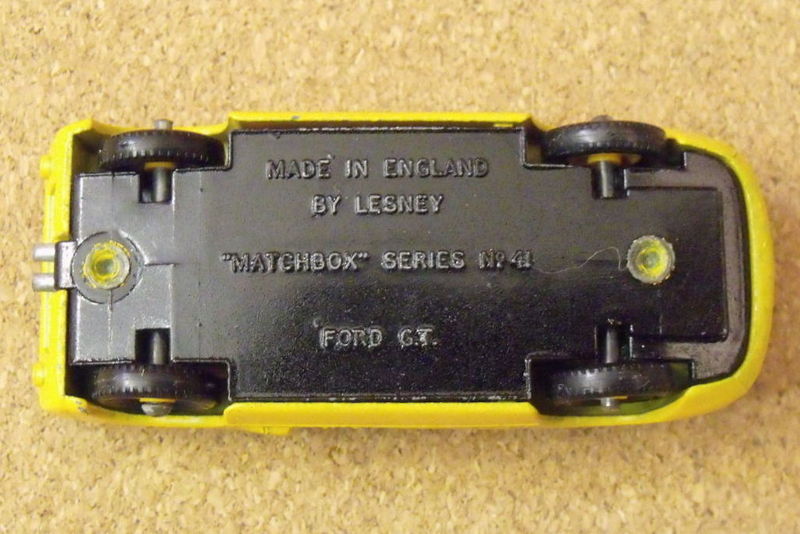 MADE IN ENGLAND
BY LESNEY
"MATCHBOX" SERIES Nº 41
FORD G.T.